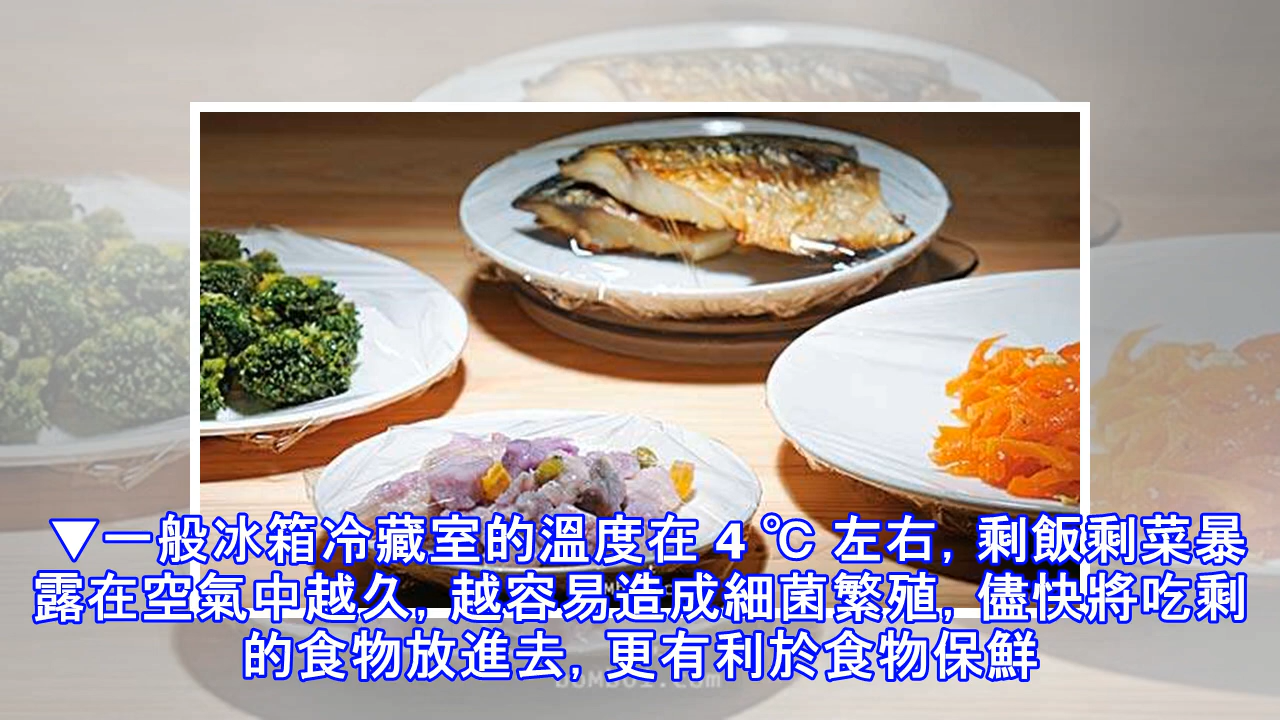 ▼一般冰箱冷藏室的溫度在 4 ℃ 左右, 剩飯剩菜暴
露在空氣中越久, 越容易造成細菌繁殖, 儘快將吃剩
的食物放進去, 更有利於食物保鮮